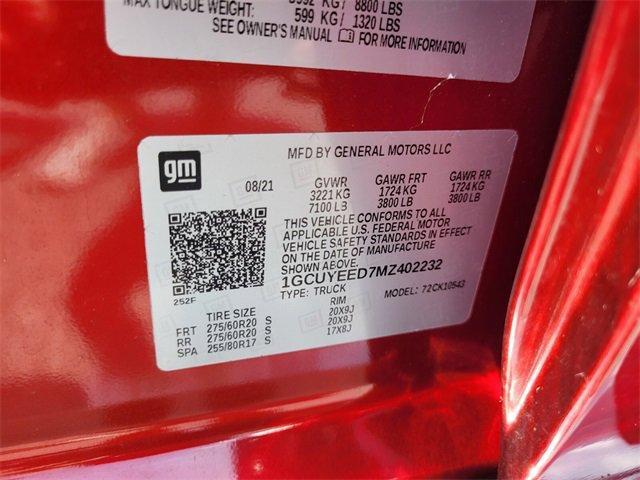 MAX TONGUE WEIGHT: 3992 KG/ 8800 LBS
599 KG/ 1320 LBS
SEE OWNER'S MANUAL FOR MORE INFORMATION
gm
MFD BY GENERAL MOTORS LLC
08/21
GVWR GAWR FRT GAWR RR
3221 KG 1724 KG 1724 KG
7100 LB 3800 LB 3800 LB
THIS VEHICLE CONFORMS TO ALL
APPLICABLE U.S. FEDERAL MOTOR
VEHICLE SAFETY STANDARDS IN EFFECT
ON THE DATE OF MANUFACTURE
SHOWN ABOVE.
1GCUYEED7MZ402232
252F
TYPE: TRUCK MODEL: 72CK10543
TIRE SIZE RIM
FRT 275/60R20 S 20X9J
RR 275/60R20 S 20X9J
SPA 255/80R17 S 17X8J